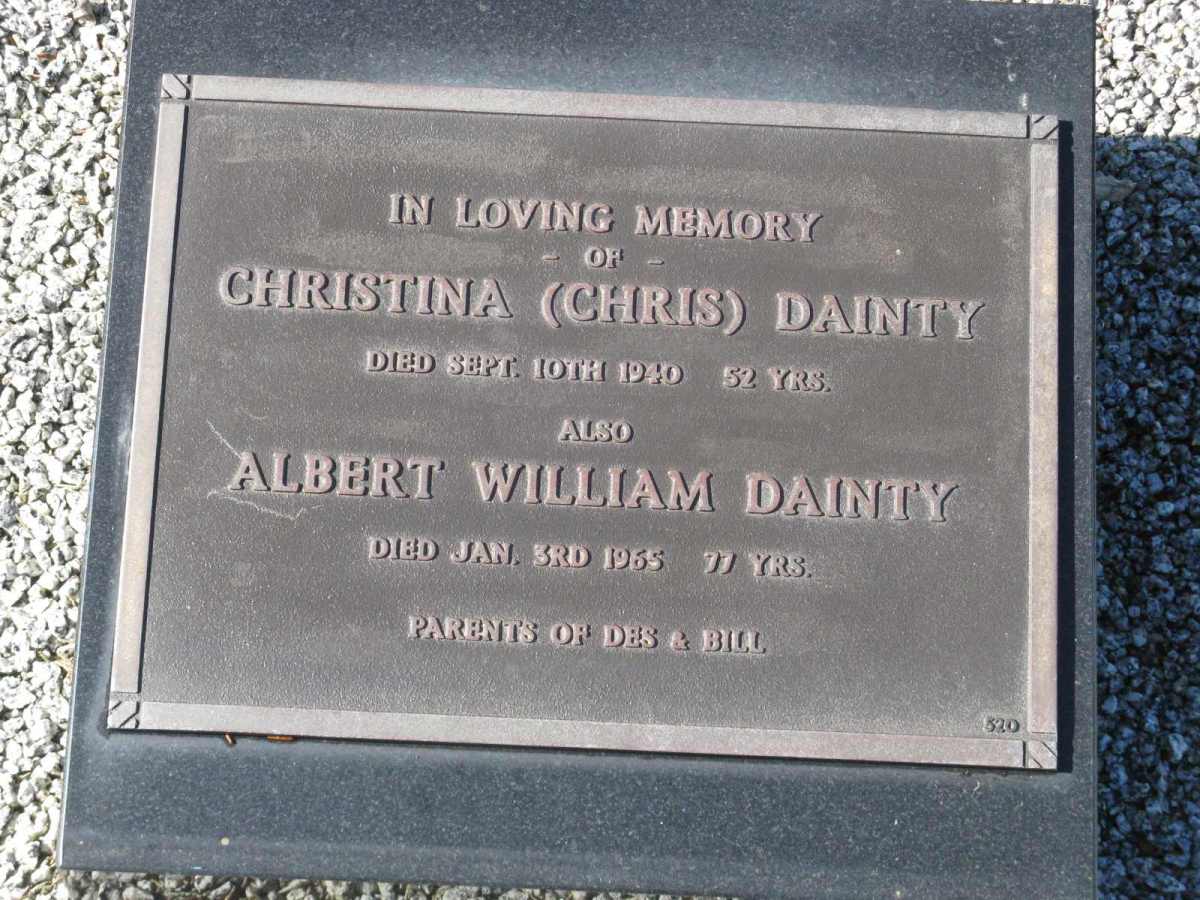 IN LOVING MEMORY
- OF -
CHRISTINA (CHRIS) DAINTY
DIED SEPT. 10TH 1940 52 YRS.
ALSO
ALBERT WILLIAM DAINTY
DIED JAN. 3RD 1965 77 YRS.
PARENTS OF DES & BILL
520